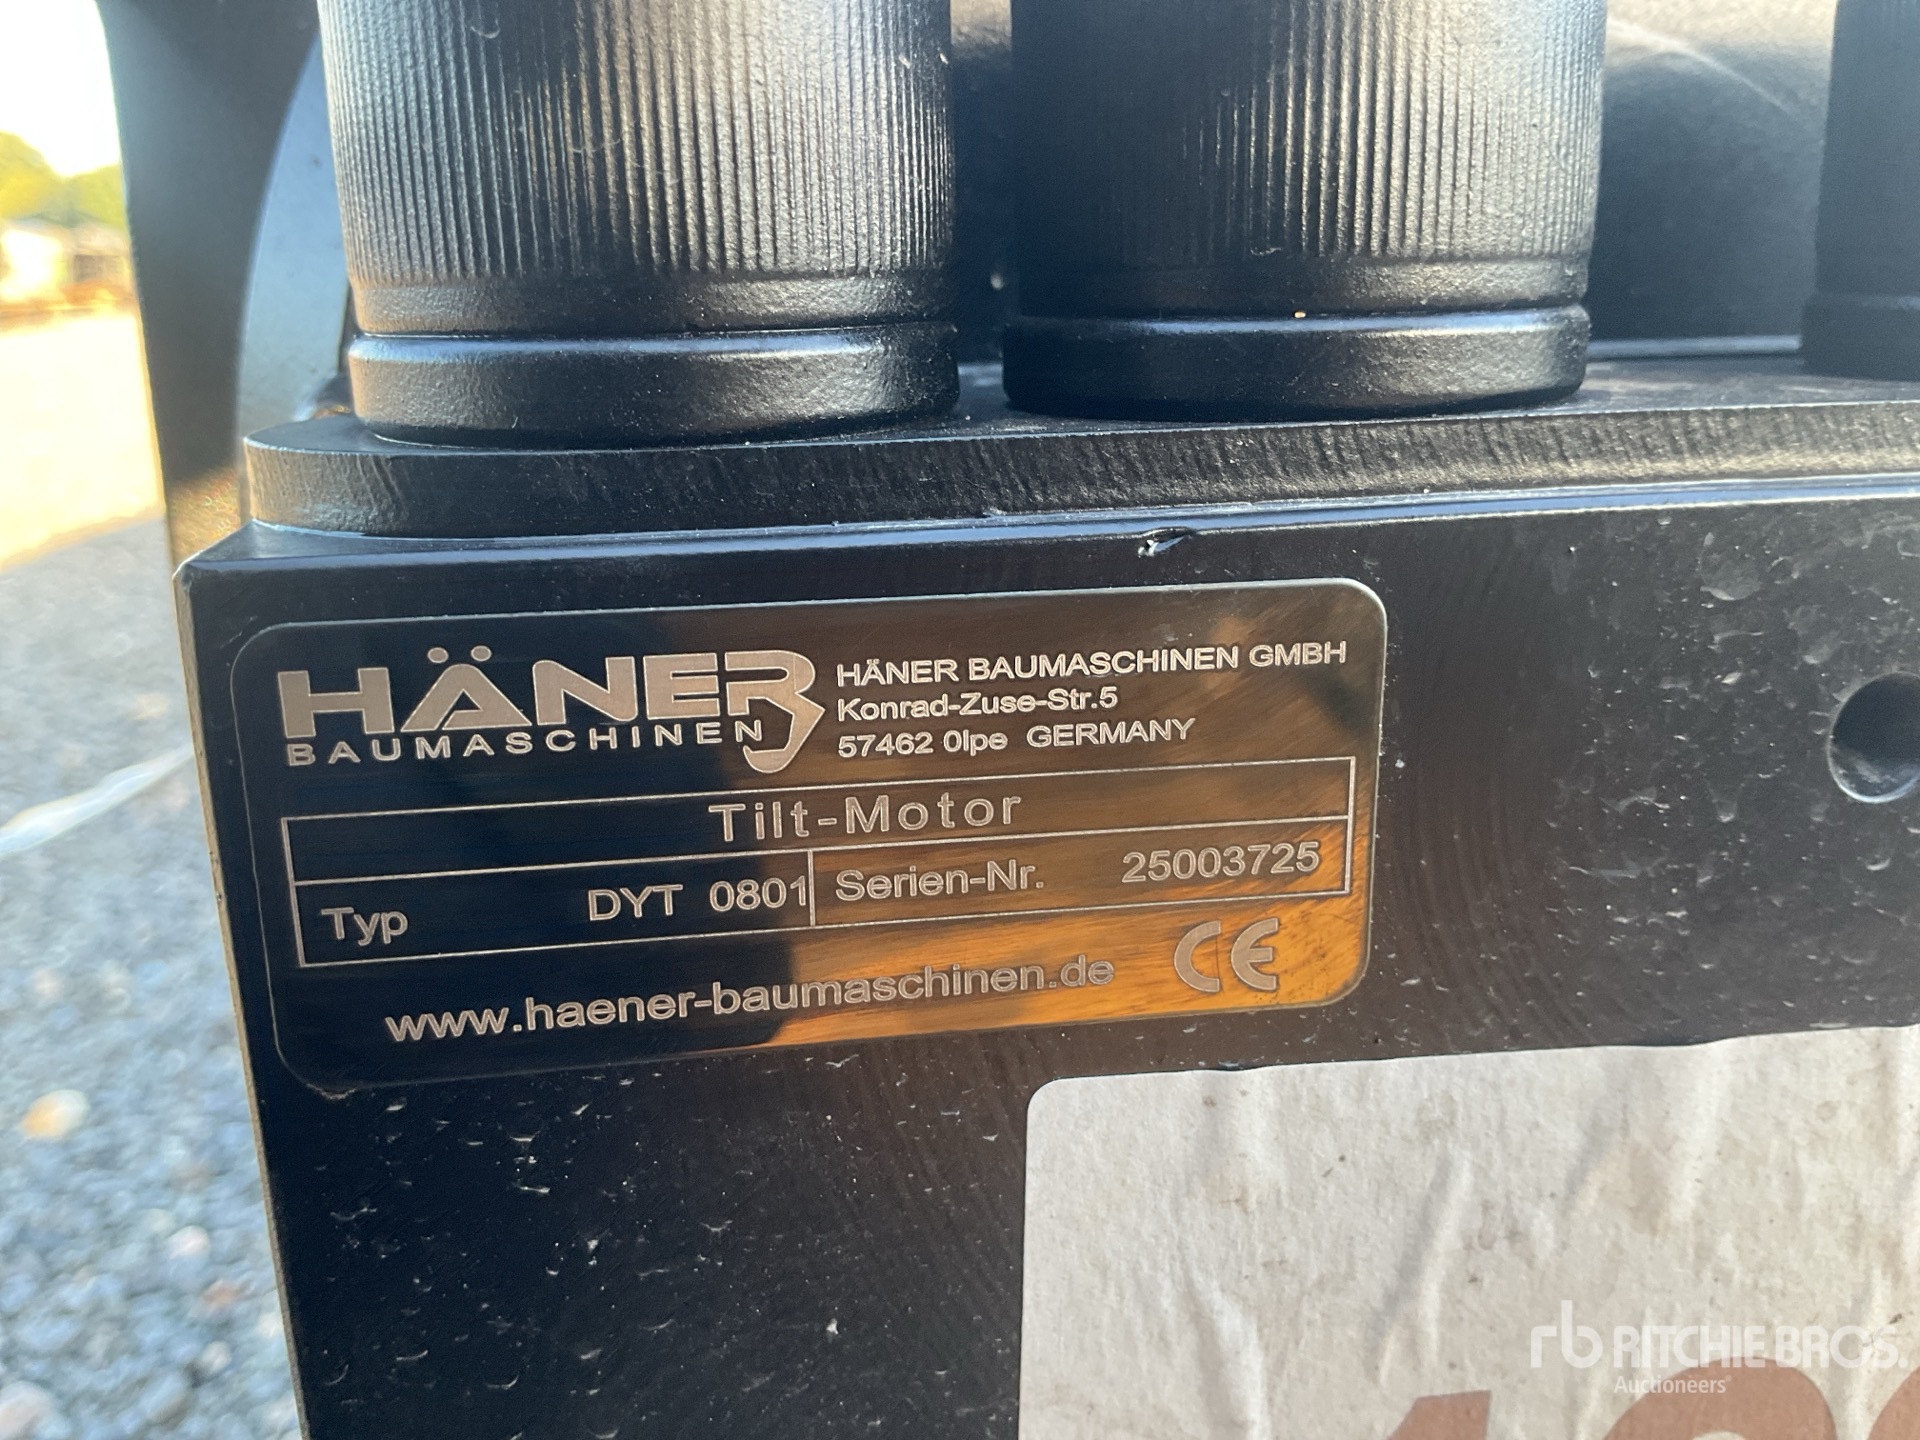 HÄNER
BAUMASCHINEN
HÄNER BAUMASCHINEN GMBH
Konrad-Zuse-Str.5
57462 Olpe GERMANY
Tilt-Motor
Typ DYT 0801 Serien-Nr. 25003725
www.haener-baumaschinen.de CE
rb RITCHIE BROS.
Auctioneers